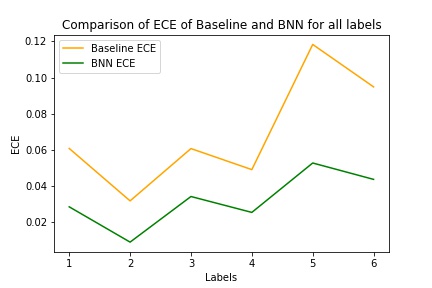 Comparison of ECE of Baseline and BNN for all labels
Baseline ECE
BNN ECE
0.12
0.10
0.08
0.06
0.04
0.02
ECE
1 2 3 4 5 6
Labels